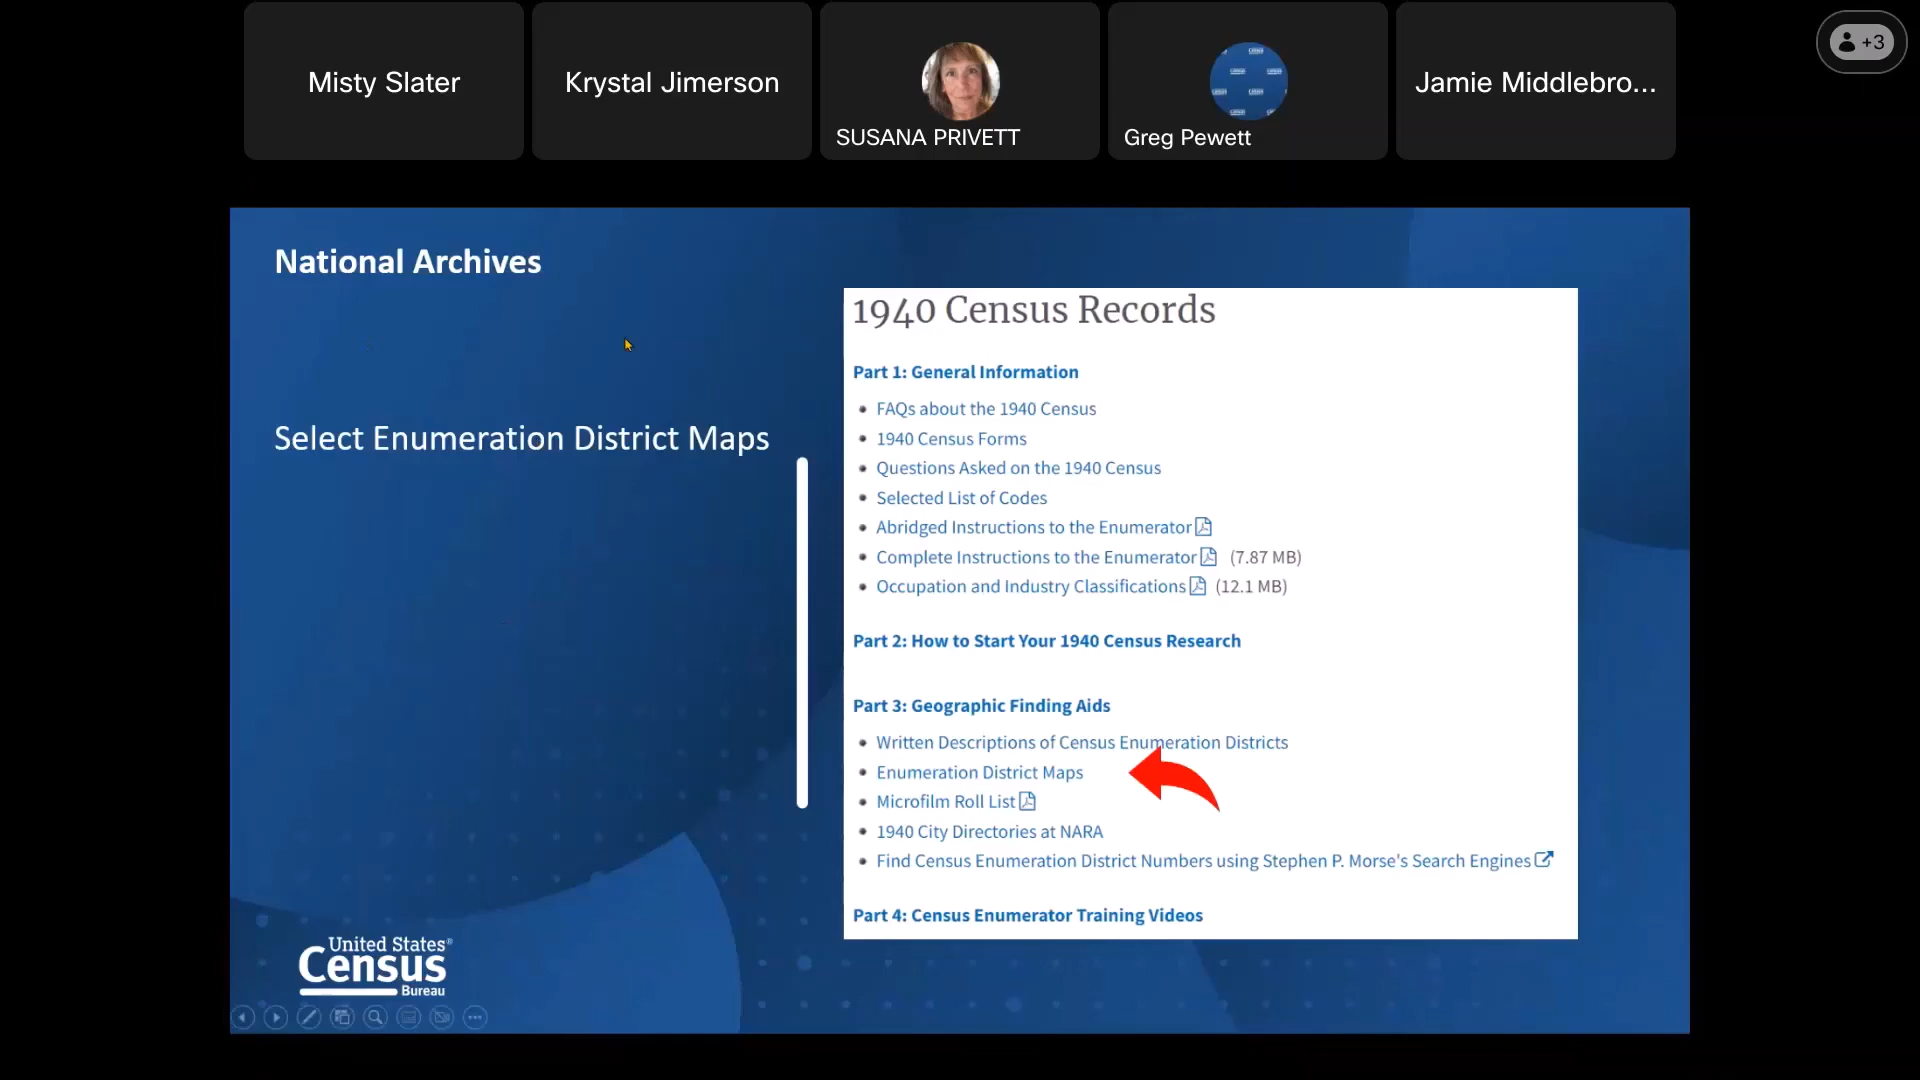 Misty Slater
Krystal Jimerson
SUSANA PRIVETT
Greg Pewett
Jamie Middlebro...
+3
National Archives
Select Enumeration District Maps
1940 Census Records
Part 1: General Information
FAQs about the 1940 Census
1940 Census Forms
Questions Asked on the 1940 Census
Selected List of Codes
Abridged Instructions to the Enumerator
Complete Instructions to the Enumerator (7.87 MB)
Occupation and Industry Classifications (12.1 MB)
Part 2: How to Start Your 1940 Census Research
Part 3: Geographic Finding Aids
Written Descriptions of Census Enumeration Districts
Enumeration District Maps
Microfilm Roll List
1940 City Directories at NARA
Find Census Enumeration District Numbers using Stephen P. Morse's Search Engines
Part 4: Census Enumerator Training Videos
United States®
Census
Bureau